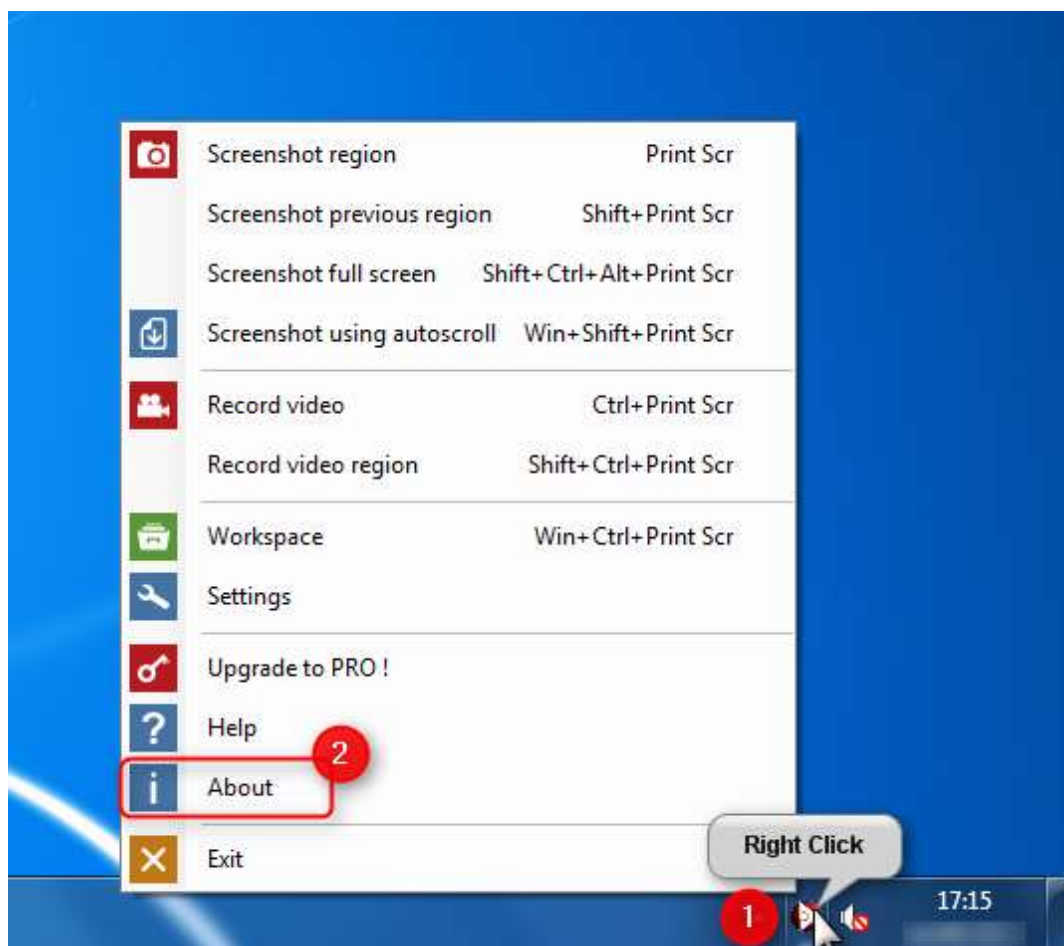 Screenshot region Print Scr
Screenshot previous region Shift+Print Scr
Screenshot full screen Shift+Ctrl+Alt+Print Scr
Screenshot using autoscroll Win+Shift+Print Scr
Record video Ctrl+Print Scr
Record video region Shift+Ctrl+Print Scr
Workspace Win+Ctrl+Print Scr
Settings
Upgrade to PRO !
? Help
2
i About
Exit
Right Click
1
17:15